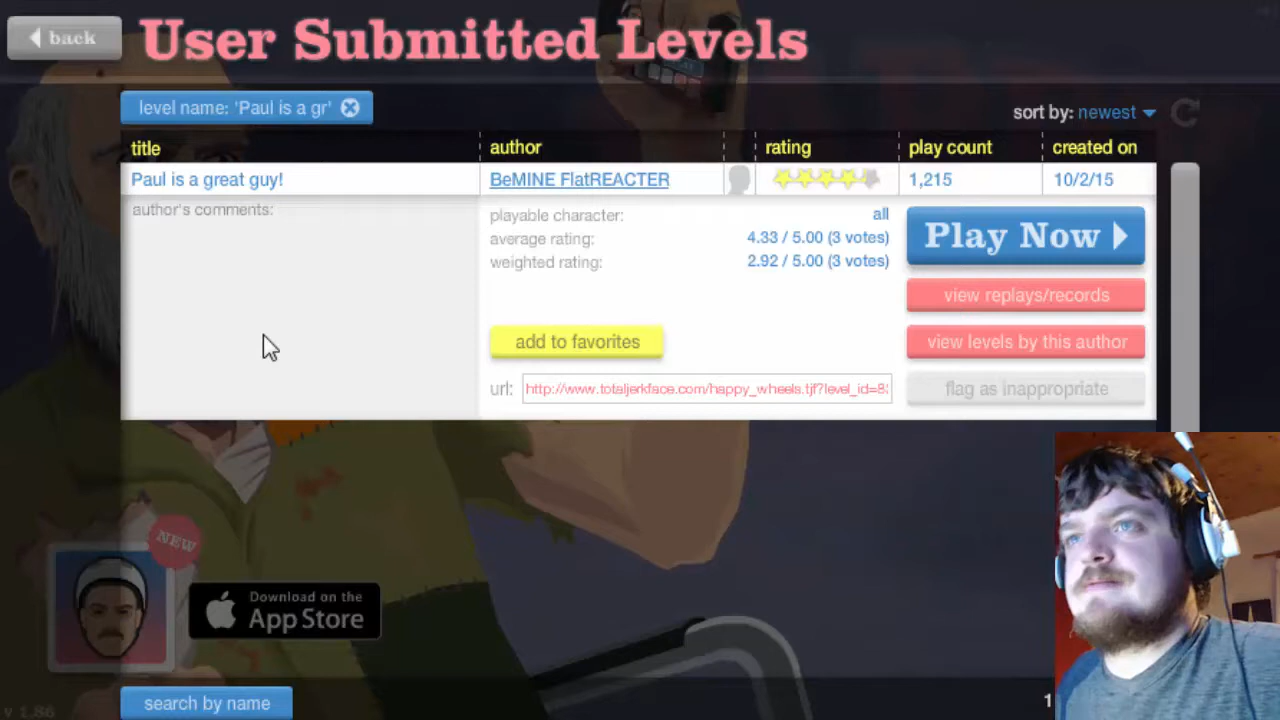 back
User Submitted Levels
level name: 'Paul is a gr'
sort by: newest
title author rating play count created on
Paul is a great guy! BeMINE FlatREACTER 1,215 10/2/15
author's comments:
playable character: all
average rating: 4.33 / 5.00 (3 votes)
weighted rating: 2.92 / 5.00 (3 votes)
Play Now
view replays/records
add to favorites
view levels by this author
url: http://www.totaljerkface.com/happy_wheels.tjf?level_id=8
flag as inappropriate
NEW
Download on the
App Store
search by name
1
v 1.86